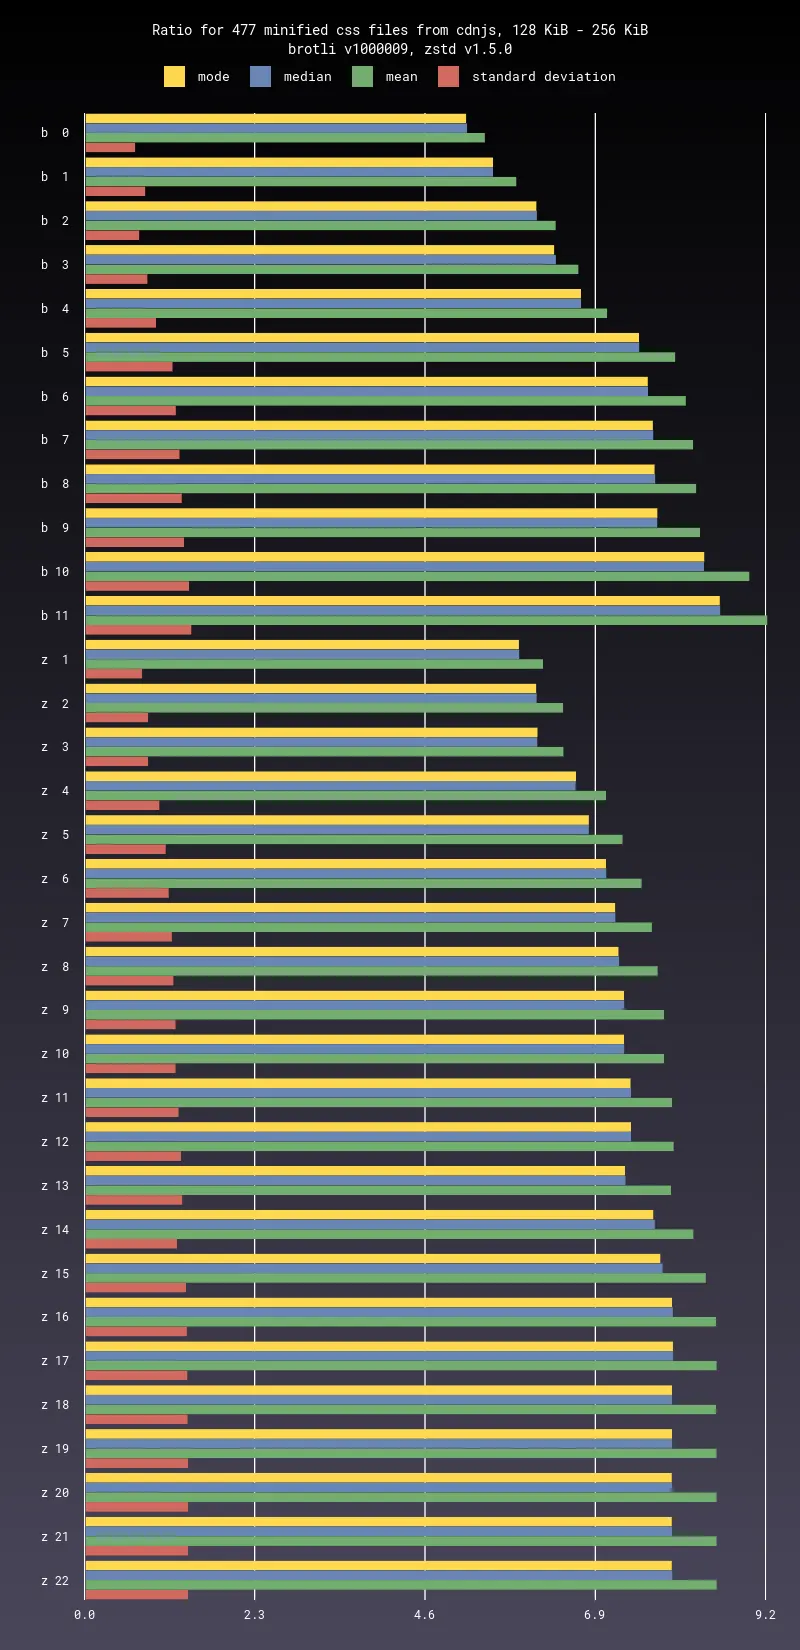 Ratio for 477 minified css files from cdnjs, 128 KiB - 256 KiB
brotli v1000009, zstd v1.5.0
mode median mean standard deviation
b 0
b 1
b 2
b 3
b 4
b 5
b 6
b 7
b 8
b 9
b 10
b 11
z 1
z 2
z 3
z 4
z 5
z 6
z 7
z 8
z 9
z 10
z 11
z 12
z 13
z 14
z 15
z 16
z 17
z 18
z 19
z 20
z 21
z 22
0.0 2.3 4.6 6.9 9.2